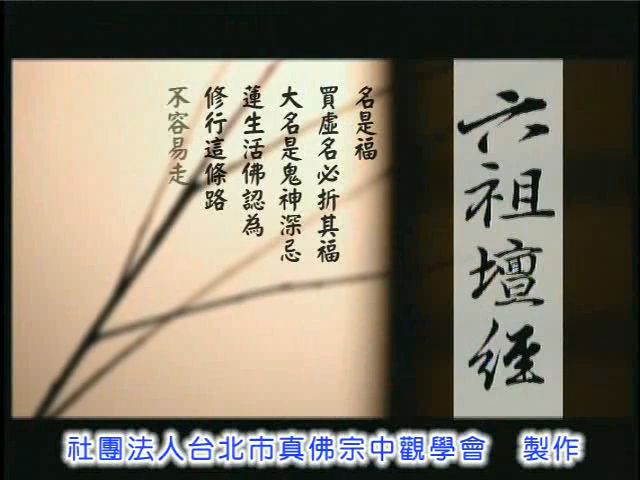 六祖壇經
名是福
買虛名必折其福
大名是鬼神深忌
蓮生活佛認為
修行這條路
不容易走
社團法人台北市真佛宗中觀學會 製作